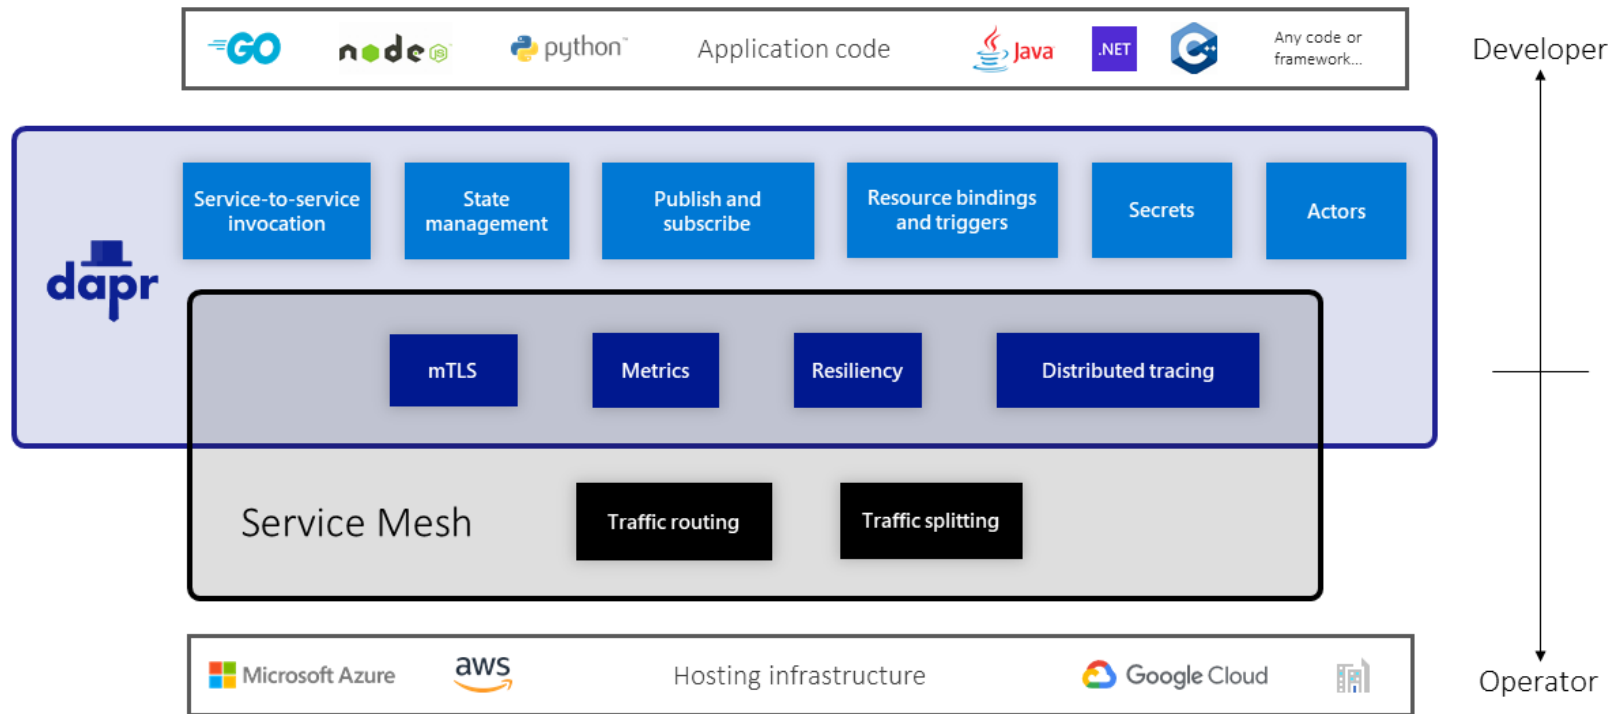 GO
node
JS
python™
Application code
Java
.NET
C++
Any code or
framework...
Developer
Service-to-service
invocation
State
management
Publish and
subscribe
Resource bindings
and triggers
Secrets
Actors
dapr
mTLS
Metrics
Resiliency
Distributed tracing
Service Mesh
Traffic routing
Traffic splitting
Microsoft Azure
aws
Hosting infrastructure
Google Cloud
Operator